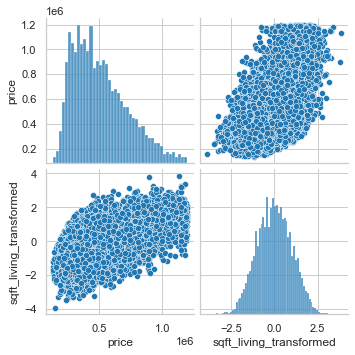 1e6
1.2
1.0
0.8
0.6
0.4
0.2
price
4
2
0
−2
−4
sqft_living_transformed
0.5 1.0
1e6
price
−2.5 0.0 2.5
sqft_living_transformed